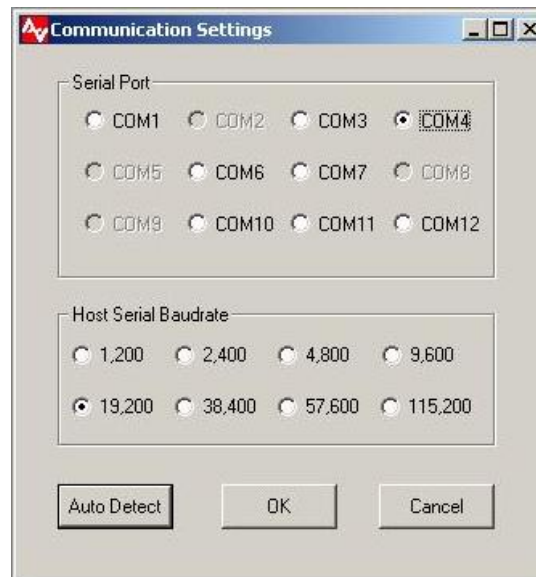 Communication Settings
Serial Port
COM1 COM2 COM3 COM4
COM5 COM6 COM7 COM8
COM9 COM10 COM11 COM12
Host Serial Baudrate
1,200 2,400 4,800 9,600
19,200 38,400 57,600 115,200
Auto Detect OK Cancel